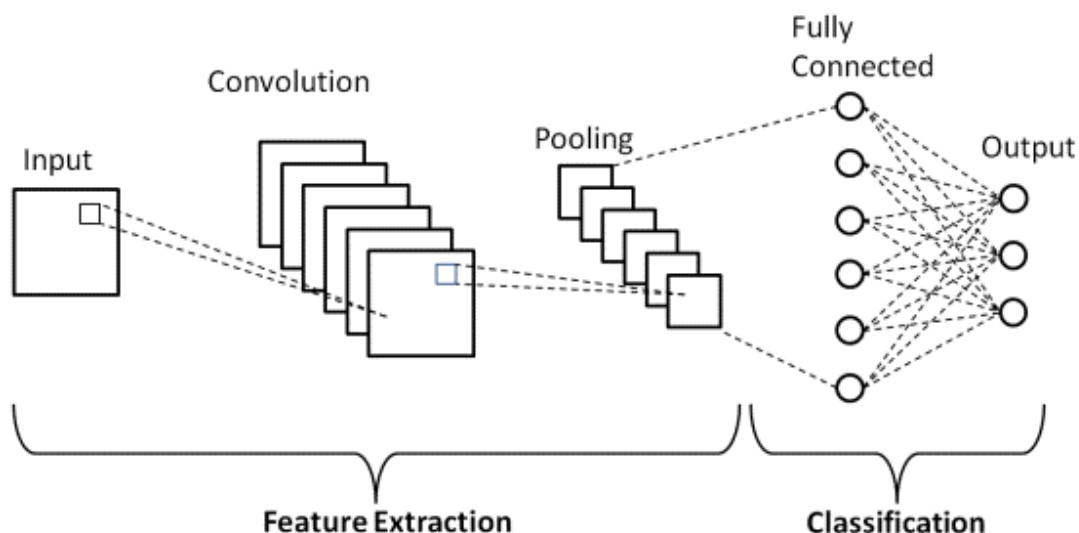 Input
Convolution
Pooling
Fully
Connected
Output
Feature Extraction
Classification